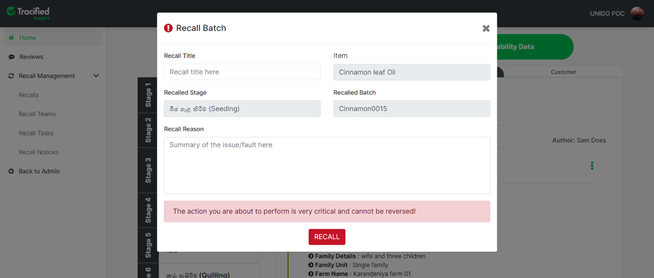 Tracified
Insights
UNIDO POC
Home
Reviews
Recall Management
Recalls
Recall Teams
Recall Tasks
Recall Notices
Back to Admin
Recall Batch
Recall Title
Item
Recall title here
Cinnamon leaf Oil
Recalled Stage
Recalled Batch
(Seeding)
Cinnamon0015
Recall Reason
Summary of the issue/fault here
The action you are about to perform is very critical and cannot be reversed!
RECALL
ability Data
Customer
Author: Sam Does
Stage 1
Stage 2
Stage 3
Stage 4
Stage 5
(Quilling)
Family Details : wife and three children
Family Unit : Single family
Farm Name : Karandeniya farm 01